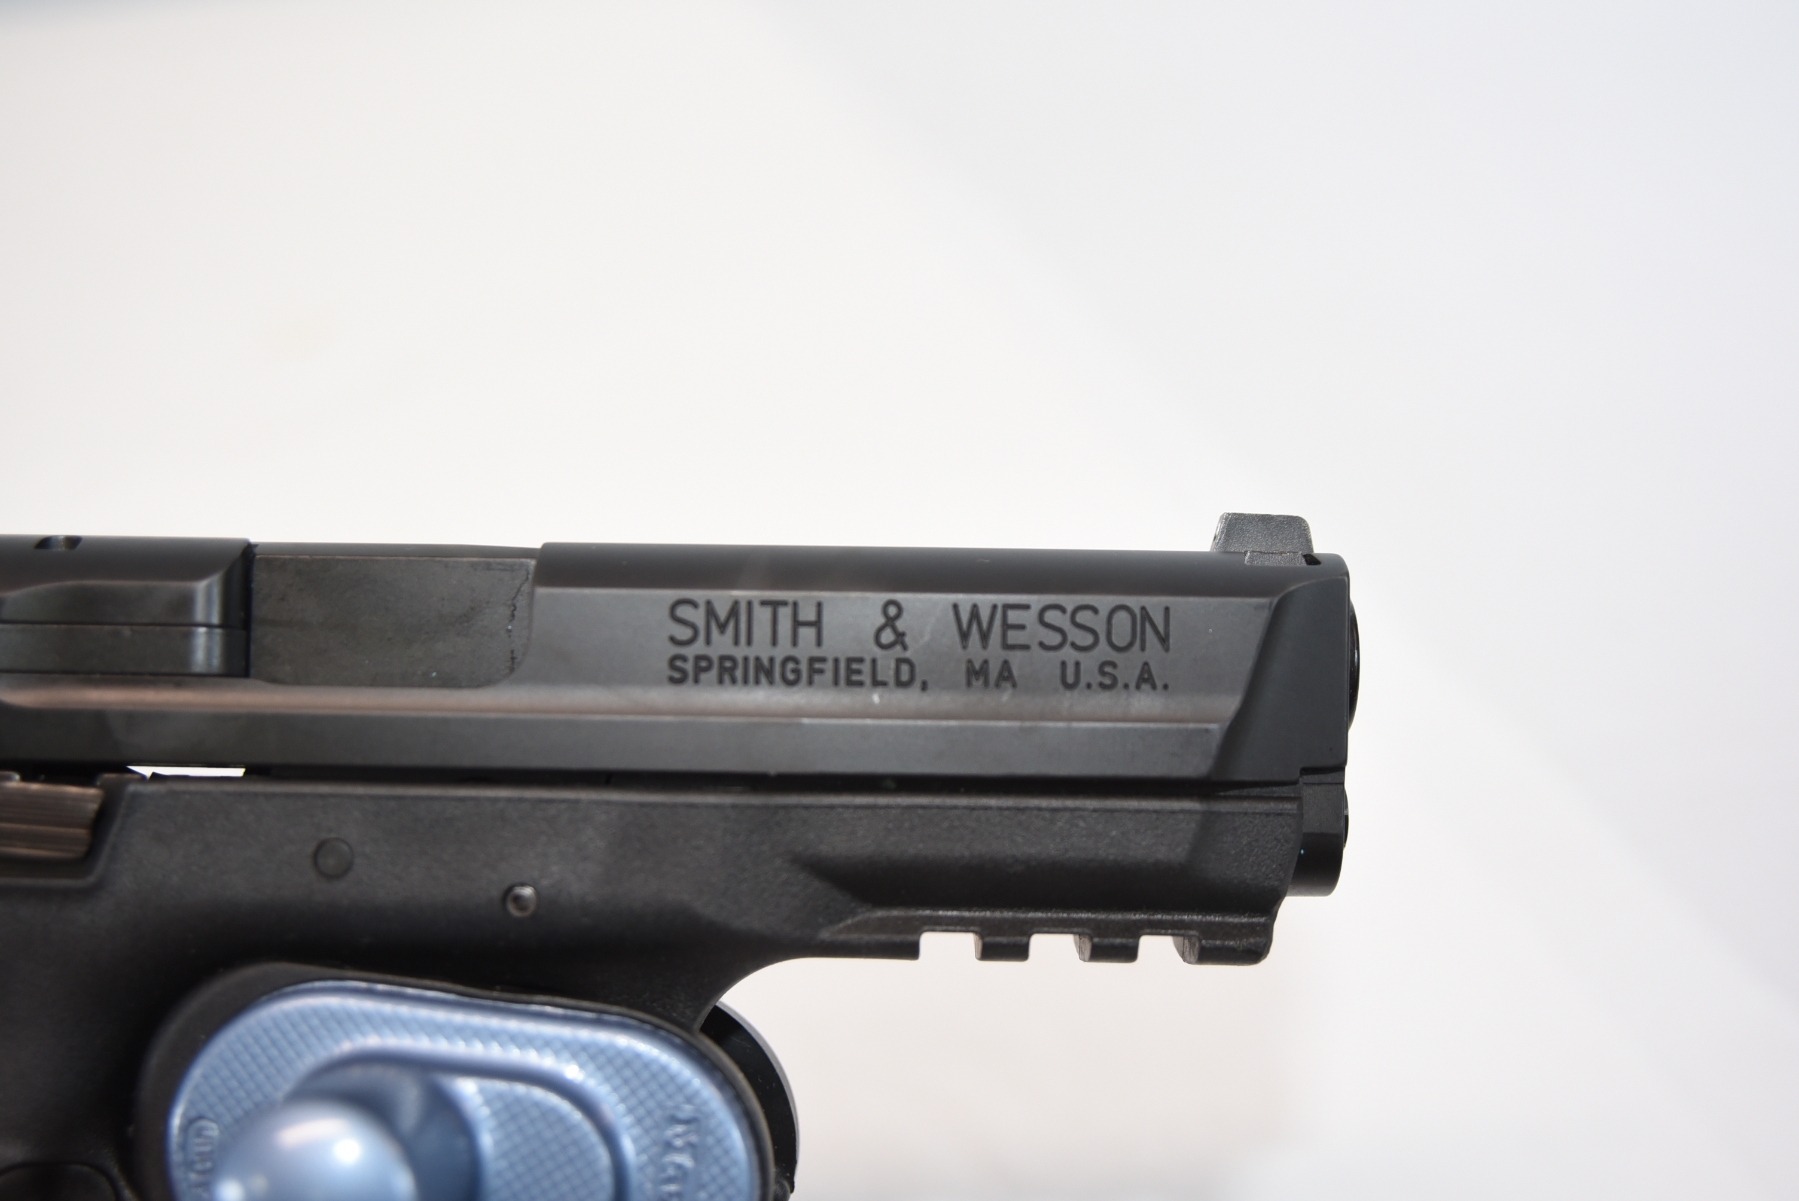 SMITH & WESSON
SPRINGFIELD, MA U.S.A.